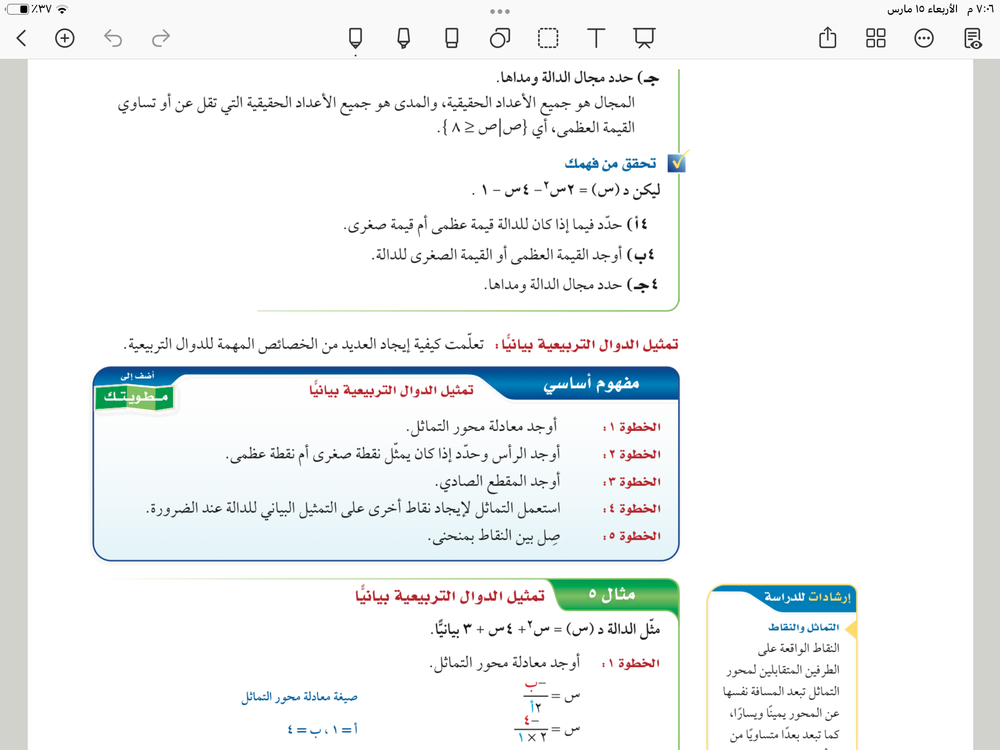 ٧:٠٦ م الأربعاء ١٥ مارس
٪٣٧
جـ) حدد مجال الدالة ومداها.
المجال هو جميع الأعداد الحقيقية، والمدى هو جميع الأعداد الحقيقية التي تقل عن أو تساوي
القيمة العظمى، أي {ص|ص ≤ ٨}.
تحقق من فهمك
ليكن د (س) = ٢س² – ٤س – ١ .
٤أ) حدّد فيما إذا كان للدالة قيمة عظمى أم قيمة صغرى.
٤ب) أوجد القيمة العظمى أو القيمة الصغرى للدالة.
٤جـ) حدد مجال الدالة ومداها.
تمثيل الدوال التربيعية بيانيًّا: تعلّمت كيفية إيجاد العديد من الخصائص المهمة للدوال التربيعية.
مفهوم أساسي
تمثيل الدوال التربيعية بيانيًّا
أضف إلى
مـطويـتـك
الخطوة ١: أوجد معادلة محور التماثل.
الخطوة ٢: أوجد الرأس وحدّد إذا كان يمثّل نقطة صغرى أم نقطة عظمى.
الخطوة ٣: أوجد المقطع الصادي.
الخطوة ٤: استعمل التماثل لإيجاد نقاط أخرى على التمثيل البياني للدالة عند الضرورة.
الخطوة ٥: صِل بين النقاط بمنحنى.
مثال ٥
تمثيل الدوال التربيعية بيانيًّا
مثّل الدالة د (س) = س² + ٤س + ٣ بيانيًّا.
الخطوة ١: أوجد معادلة محور التماثل.
س = –ب / ٢أ صيغة معادلة محور التماثل
س = –٤ / ٢ × ١ أ = ١ ، ب = ٤
إرشادات للدراسة
التماثل والنقاط
النقاط الواقعة على
الطرفين المتقابلين لمحور
التماثل تبعد المسافة نفسها
عن المحور يمينًا ويسارًا،
كما تبعد بعدًا متساويًا من